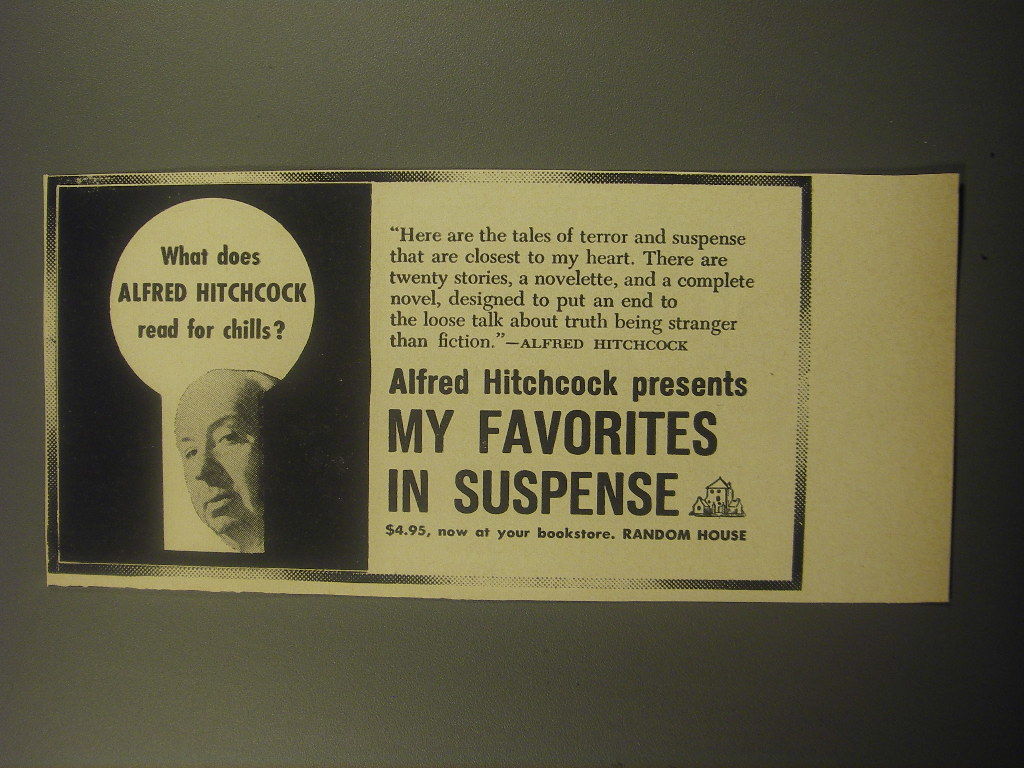 What does
ALFRED HITCHCOCK
read for chills?
“Here are the tales of terror and suspense
that are closest to my heart. There are
twenty stories, a novelette, and a complete
novel, designed to put an end to
the loose talk about truth being stranger
than fiction.”—ALFRED HITCHCOCK
Alfred Hitchcock presents
MY FAVORITES
IN SUSPENSE
$4.95, now at your bookstore. RANDOM HOUSE